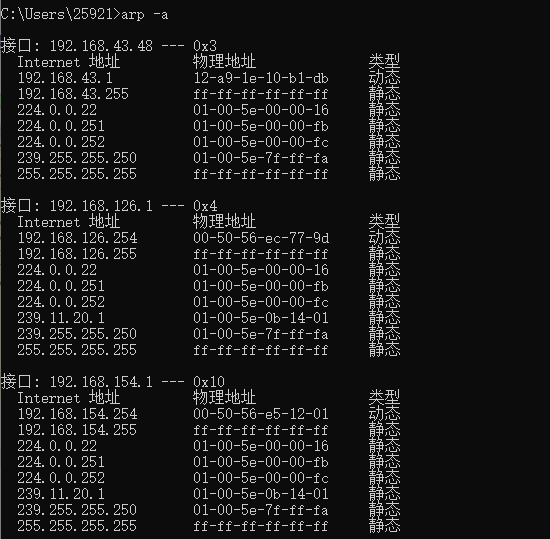 C:\Users\25921>arp -a
接口: 192.168.43.48 --- 0x3
Internet 地址 物理地址 类型
192.168.43.1 12-a9-1e-10-b1-db 动态
192.168.43.255 ff-ff-ff-ff-ff-ff 静态
224.0.0.22 01-00-5e-00-00-16 静态
224.0.0.251 01-00-5e-00-00-fb 静态
224.0.0.252 01-00-5e-00-00-fc 静态
239.255.255.250 01-00-5e-7f-ff-fa 静态
255.255.255.255 ff-ff-ff-ff-ff-ff 静态
接口: 192.168.126.1 --- 0x4
Internet 地址 物理地址 类型
192.168.126.254 00-50-56-ec-77-9d 动态
192.168.126.255 ff-ff-ff-ff-ff-ff 静态
224.0.0.22 01-00-5e-00-00-16 静态
224.0.0.251 01-00-5e-00-00-fb 静态
224.0.0.252 01-00-5e-00-00-fc 静态
239.11.20.1 01-00-5e-0b-14-01 静态
239.255.255.250 01-00-5e-7f-ff-fa 静态
255.255.255.255 ff-ff-ff-ff-ff-ff 静态
接口: 192.168.154.1 --- 0x10
Internet 地址 物理地址 类型
192.168.154.254 00-50-56-e5-12-01 动态
192.168.154.255 ff-ff-ff-ff-ff-ff 静态
224.0.0.22 01-00-5e-00-00-16 静态
224.0.0.251 01-00-5e-00-00-fb 静态
224.0.0.252 01-00-5e-00-00-fc 静态
239.11.20.1 01-00-5e-0b-14-01 静态
239.255.255.250 01-00-5e-7f-ff-fa 静态
255.255.255.255 ff-ff-ff-ff-ff-ff 静态